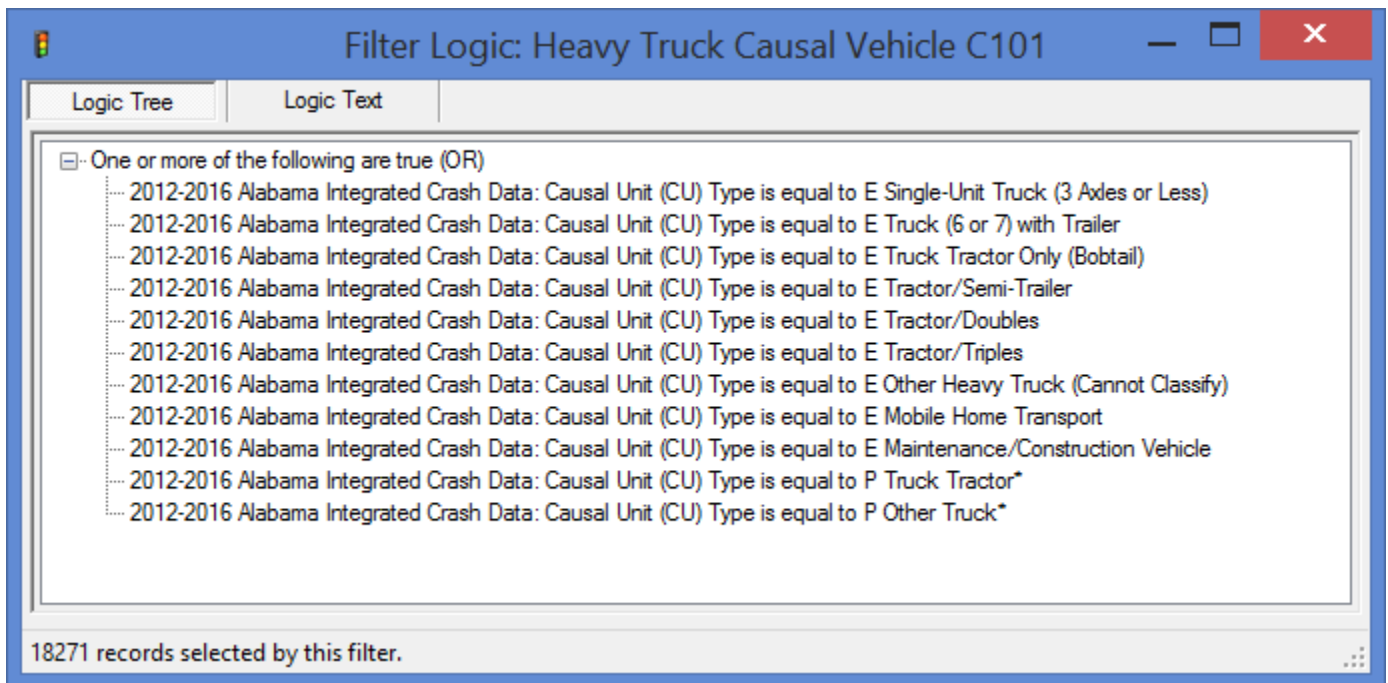 Filter Logic: Heavy Truck Causal Vehicle C101
Logic Tree
Logic Text
One or more of the following are true (OR)
2012-2016 Alabama Integrated Crash Data: Causal Unit (CU) Type is equal to E Single-Unit Truck (3 Axles or Less)
2012-2016 Alabama Integrated Crash Data: Causal Unit (CU) Type is equal to E Truck (6 or 7) with Trailer
2012-2016 Alabama Integrated Crash Data: Causal Unit (CU) Type is equal to E Truck Tractor Only (Bobtail)
2012-2016 Alabama Integrated Crash Data: Causal Unit (CU) Type is equal to E Tractor/Semi-Trailer
2012-2016 Alabama Integrated Crash Data: Causal Unit (CU) Type is equal to E Tractor/Doubles
2012-2016 Alabama Integrated Crash Data: Causal Unit (CU) Type is equal to E Tractor/Triples
2012-2016 Alabama Integrated Crash Data: Causal Unit (CU) Type is equal to E Other Heavy Truck (Cannot Classify)
2012-2016 Alabama Integrated Crash Data: Causal Unit (CU) Type is equal to E Mobile Home Transport
2012-2016 Alabama Integrated Crash Data: Causal Unit (CU) Type is equal to E Maintenance/Construction Vehicle
2012-2016 Alabama Integrated Crash Data: Causal Unit (CU) Type is equal to P Truck Tractor*
2012-2016 Alabama Integrated Crash Data: Causal Unit (CU) Type is equal to P Other Truck*
18271 records selected by this filter.